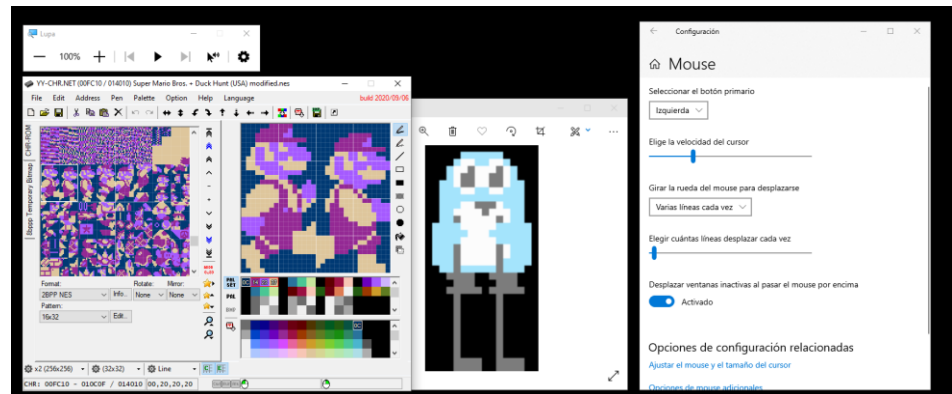 Lupa
100%
YY-CHR.NET (00FC10 / 014010) Super Mario Bros. + Duck Hunt (USA) modified.nes
File Edit Address Pen Palette Option Help Language
build 2020/09/06
CHR-ROM
8bppp Temporary Bitmap
Format:
Rotate:
Mirror:
2BPP NES
Info..
None
None
Pattern:
16x32
Edit..
PAL SET
PAL
x2 (256x256)
(32x32)
Line
CHR: 00FC10 - 010C0F / 014010
00,20,20,20
Configuración
Mouse
Seleccionar el botón primario
Izquierda
Elige la velocidad del cursor
Girar la rueda del mouse para desplazarse
Varias líneas cada vez
Elegir cuántas líneas desplazar cada vez
Desplazar ventanas inactivas al pasar el mouse por encima
Activado
Opciones de configuración relacionadas
Ajustar el mouse y el tamaño del cursor
Opciones de mouse adicionales